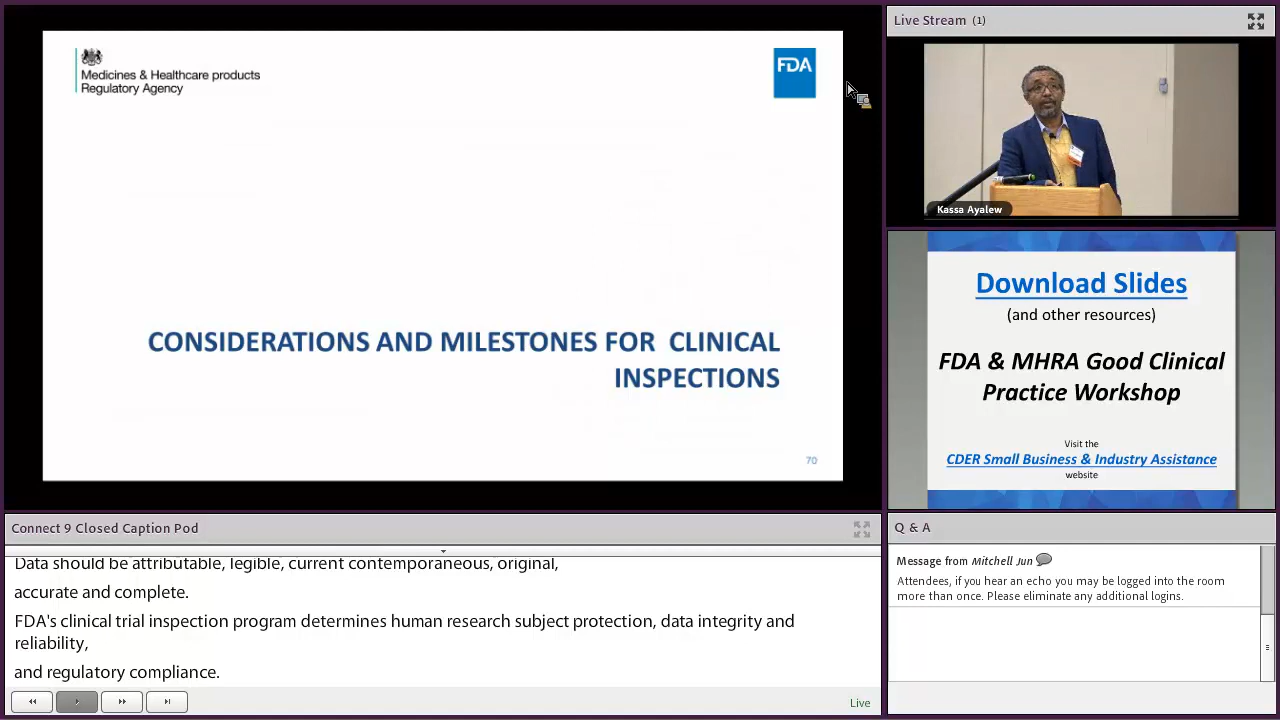 Medicines & Healthcare products
Regulatory Agency
FDA
CONSIDERATIONS AND MILESTONES FOR CLINICAL
INSPECTIONS
70
Live Stream (1)
Kassa Ayalew
Download Slides
(and other resources)
FDA & MHRA Good Clinical
Practice Workshop
Visit the
CDER Small Business & Industry Assistance
website
Connect 9 Closed Caption Pod
Data should be attributable, legible, current contemporaneous, original,
accurate and complete.
FDA's clinical trial inspection program determines human research subject protection, data integrity and
reliability,
and regulatory compliance.
Live
Q & A
Message from Mitchell Jun
Attendees, if you hear an echo you may be logged into the room
more than once. Please eliminate any additional logins.